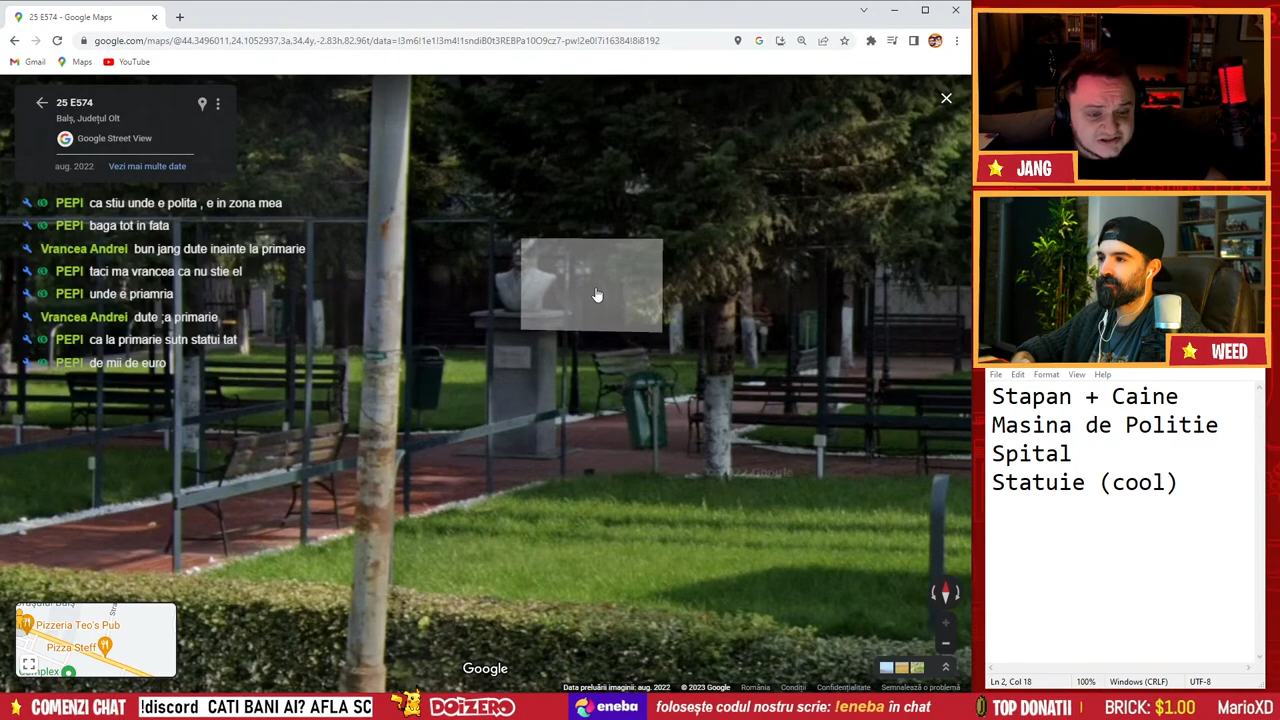 25 E574 - Google Maps
google.com/maps/@44.3496011,24.1052937,3a,34.4y,-2.83h,82.96t/data=!3m6!1e1!3m4!1sndiB0t3REBPa10O9cz7-pw!2e0!7i16384!8i8192
Gmail Maps YouTube
25 E574
Balș, Județul Olt
Google Street View
aug. 2022 Vezi mai multe date
PEPI ca stiu unde e polita , e in zona mea
PEPI baga tot in fata
Vrancea Andrei bun jang dute inainte la primarie
PEPI taci ma vrancea ca nu stie el
PEPI unde e priamria
Vrancea Andrei dute ;a primarie
PEPI ca la primarie sutn statui tat
PEPI de mii de euro
2022 Google
Pizzeria Teo's Pub
Pizza Steff
Complex
Google
Data preluării imaginii: aug. 2022 © 2023 Google România Condiții Confidențialitate Semnalează o problemă
JANG
WEED
File Edit Format View Help
Stapan + Caine
Masina de Politie
Spital
Statuie (cool)
Ln 2, Col 18 100% Windows (CRLF) UTF-8
COMENZI CHAT !discord CATI BANI AI? AFLA SC DOIZERO eneba folosește codul nostru scrie: !eneba în chat TOP DONATII BRICK: $1.00 MarioXD